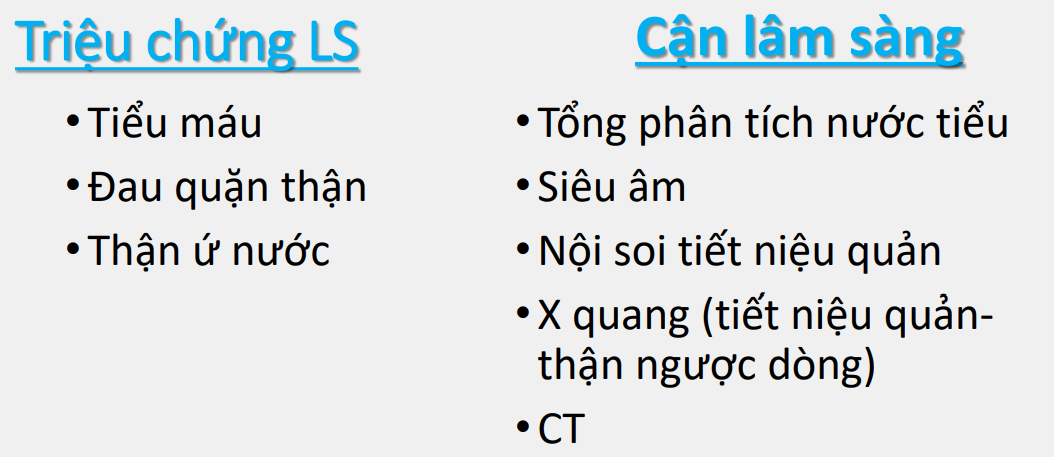 Triệu chứng LS
• Tiểu máu
• Đau quặn thận
• Thận ứ nước
Cận lâm sàng
• Tổng phân tích nước tiểu
• Siêu âm
• Nội soi tiết niệu quản
• X quang (tiết niệu quản-
thận ngược dòng)
• CT